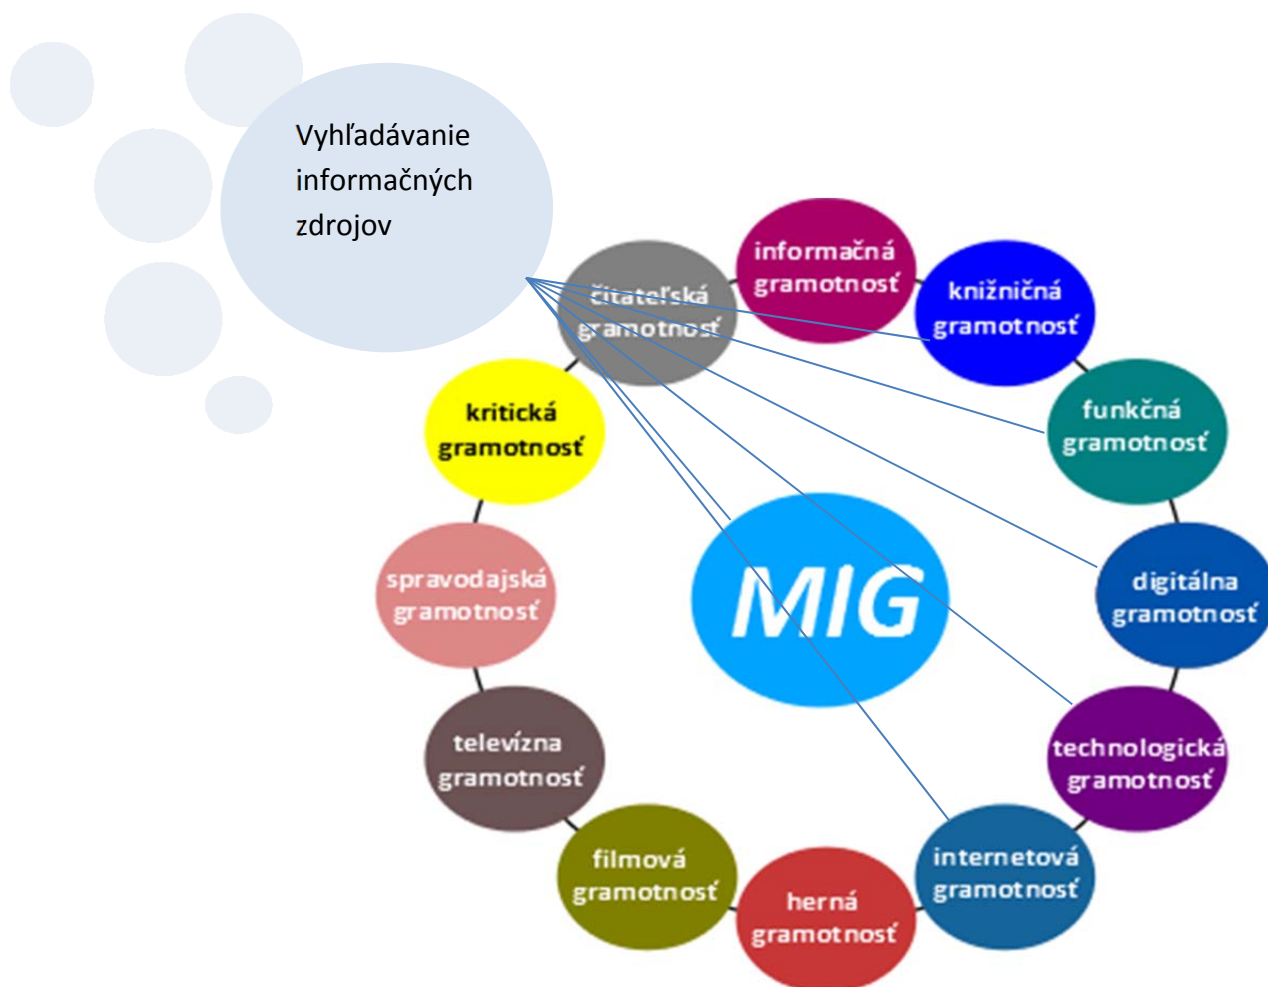 Vyhľadávanie
informačných
zdrojov
informačná
gramotnosť
čitateľská
gramotnosť
knižničná
gramotnosť
kritická
gramotnosť
funkčná
gramotnosť
spravodajská
gramotnosť
MIG
digitálna
gramotnosť
televízna
gramotnosť
technologická
gramotnosť
filmová
gramotnosť
internetová
gramotnosť
herná
gramotnosť